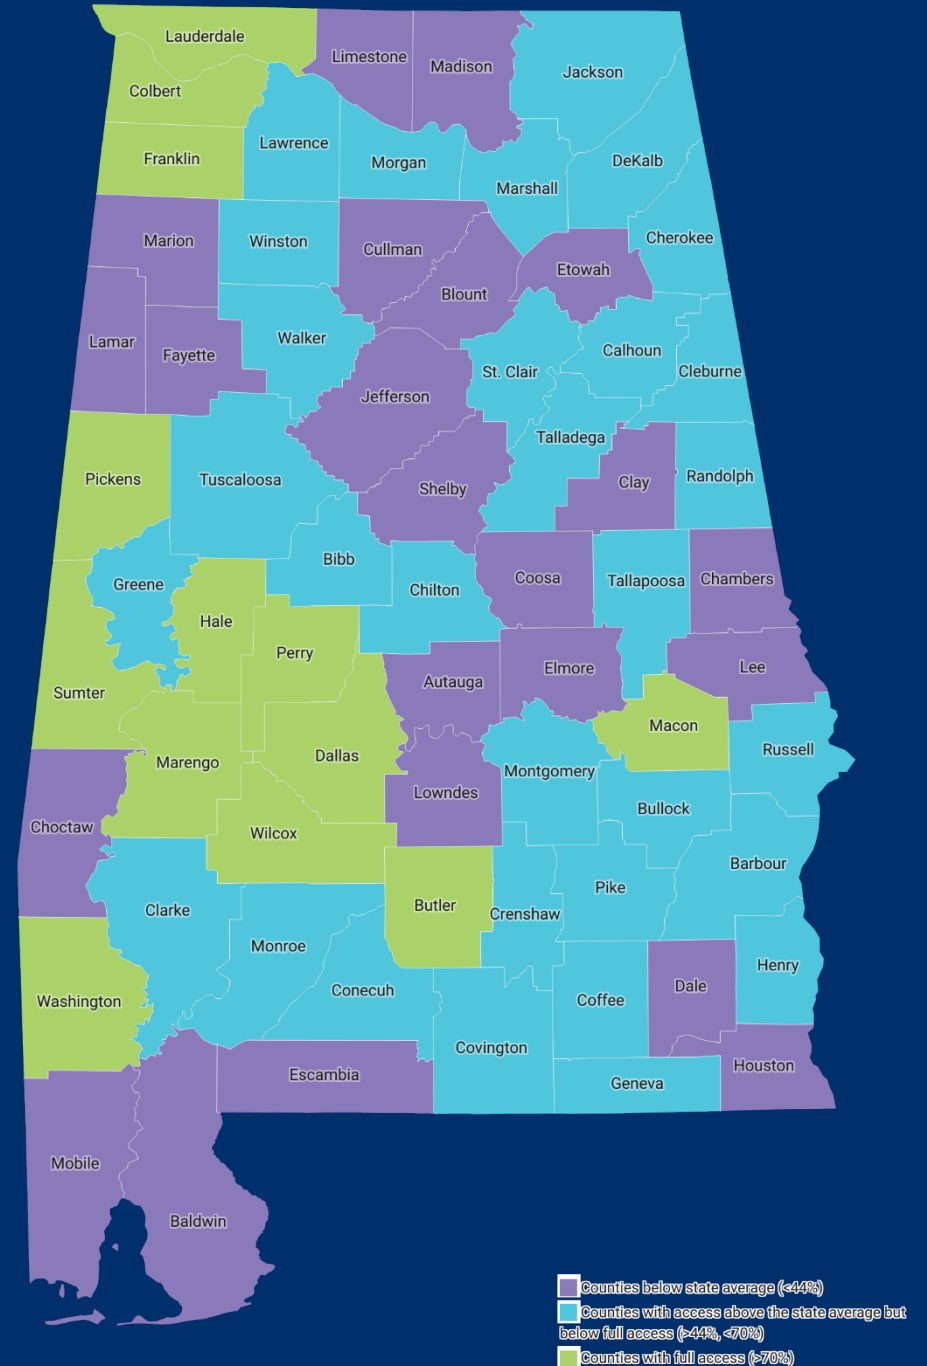 Lauderdale
Limestone
Madison
Jackson
Colbert
Lawrence
Franklin
Morgan
DeKalb
Marshall
Marion
Winston
Cullman
Cherokee
Etowah
Blount
Lamar
Fayette
Walker
Calhoun
St. Clair
Cleburne
Jefferson
Talladega
Pickens
Tuscaloosa
Shelby
Clay
Randolph
Greene
Bibb
Chilton
Coosa
Tallapoosa
Chambers
Hale
Perry
Sumter
Autauga
Elmore
Lee
Macon
Marengo
Dallas
Montgomery
Russell
Lowndes
Bullock
Choctaw
Wilcox
Barbour
Clarke
Butler
Crenshaw
Pike
Monroe
Henry
Washington
Conecuh
Coffee
Dale
Covington
Escambia
Geneva
Houston
Mobile
Baldwin
Counties below state average (<44%)
Counties with access above the state average but
below full access (>44%, <70%)
Counties with full access (>70%)